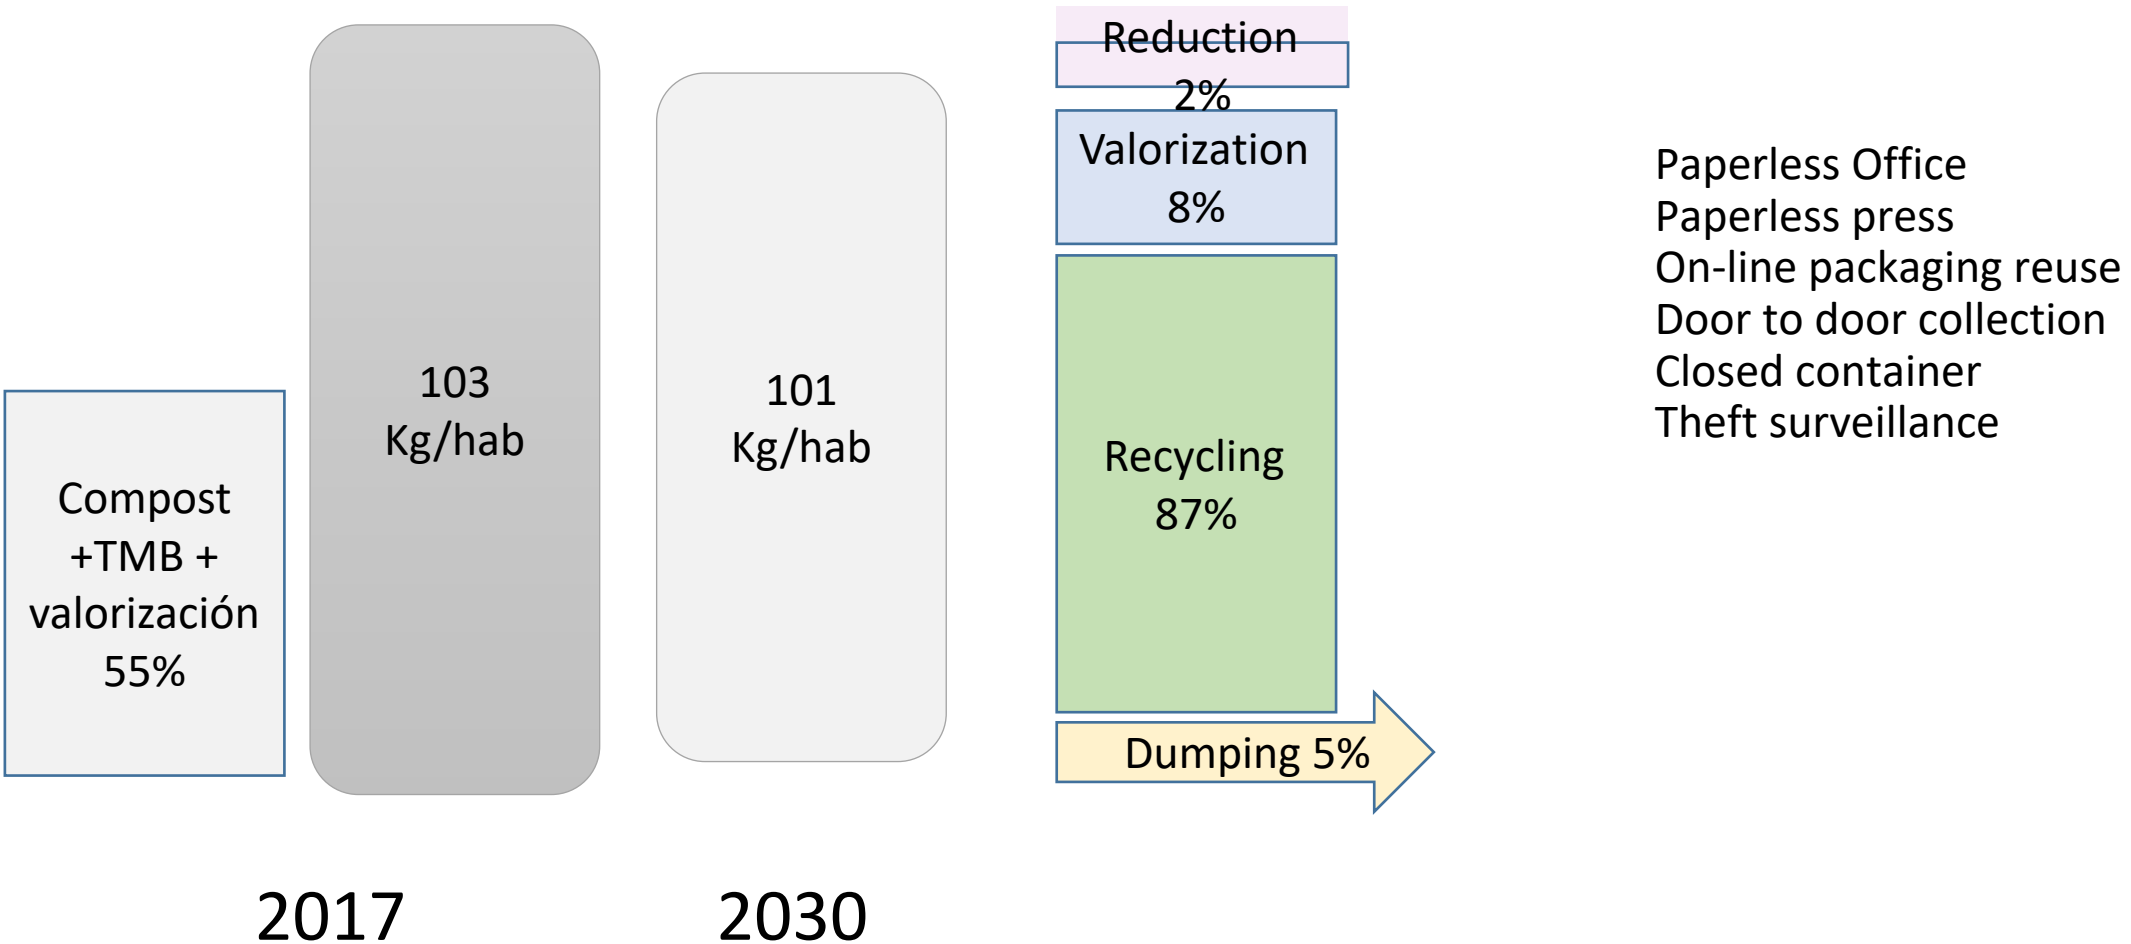 Compost
+TMB +
valorización
55%
103
Kg/hab
101
Kg/hab
Reduction
2%
Valorization
8%
Recycling
87%
Dumping 5%
Paperless Office
Paperless press
On-line packaging reuse
Door to door collection
Closed container
Theft surveillance
2017
2030